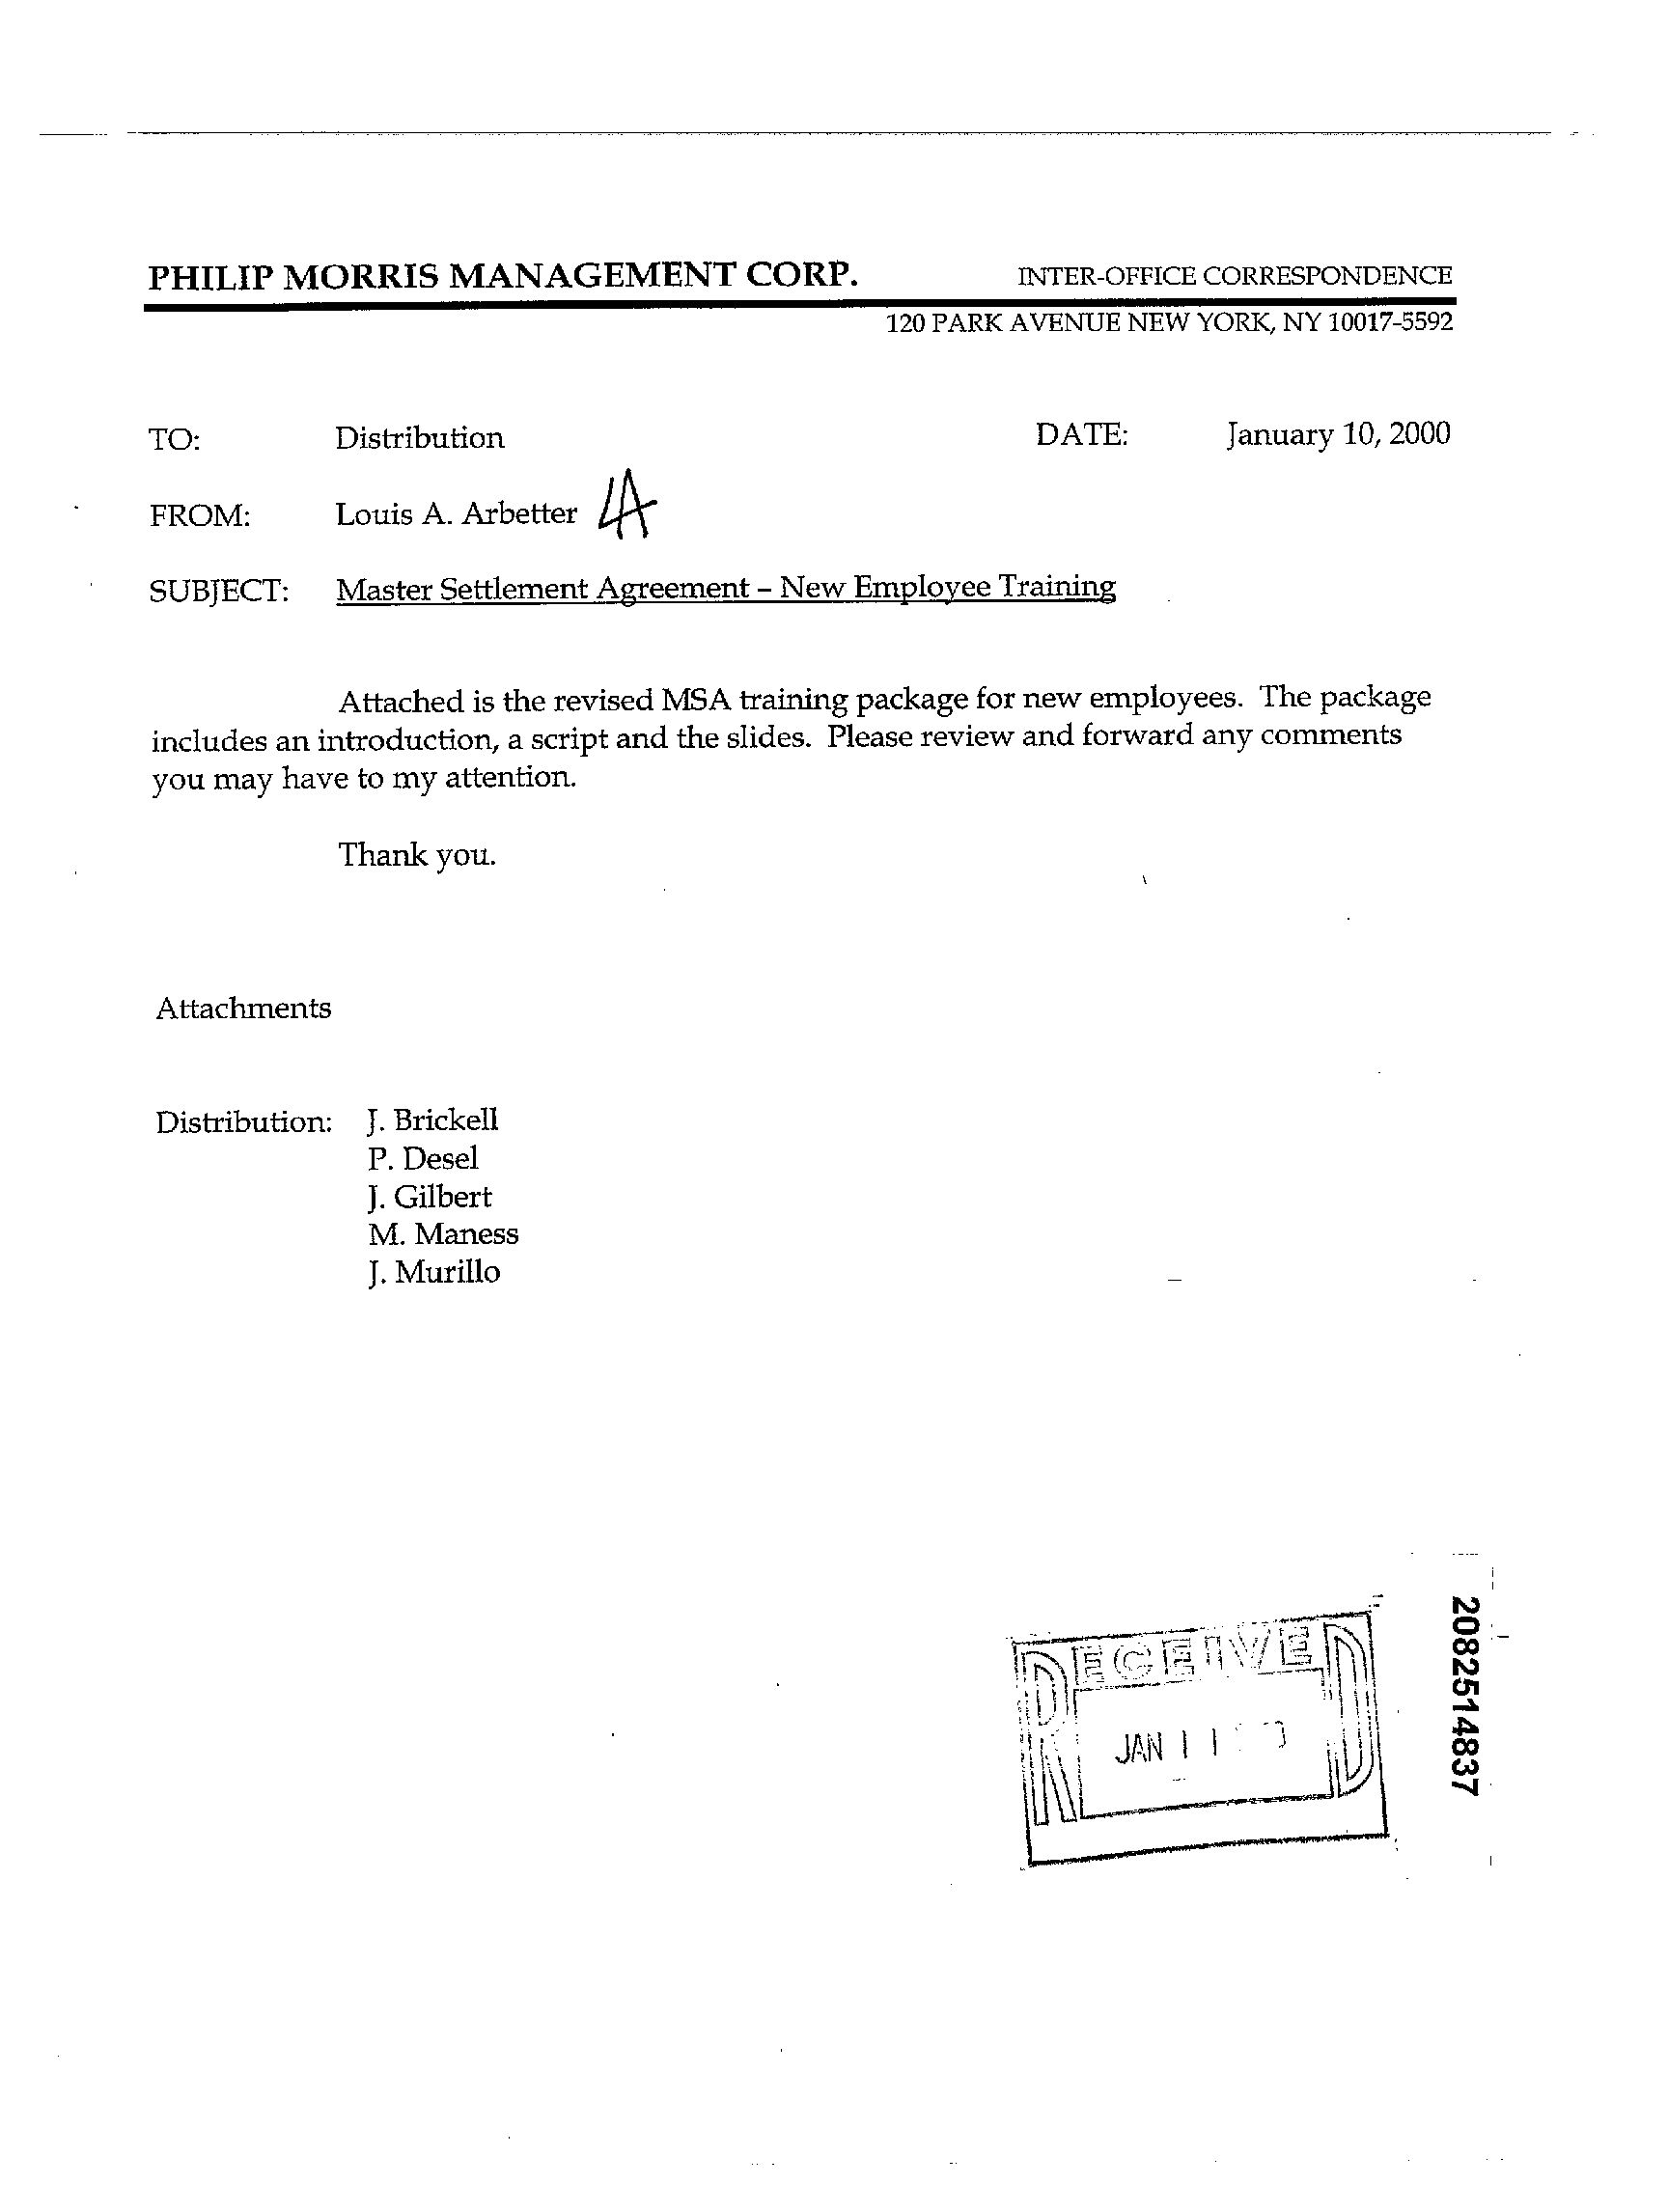 PHILIP MORRIS MANAGEMENT CORP. INTER-OFFICE CORRESPONDENCE
120 PARK AVENUE NEW YORK, NY 10017-5592
TO: Distribution DATE: January 10, 2000
FROM: Louis A. Arbetter LA
SUBJECT: Master Settlement Agreement – New Employee Training
Attached is the revised MSA training package for new employees. The package
includes an introduction, a script and the slides. Please review and forward any comments
you may have to my attention.
Thank you.
Attachments
Distribution: J. Brickell
P. Desel
J. Gilbert
M. Maness
J. Murillo
RECEIVED
JAN 11
2082514837